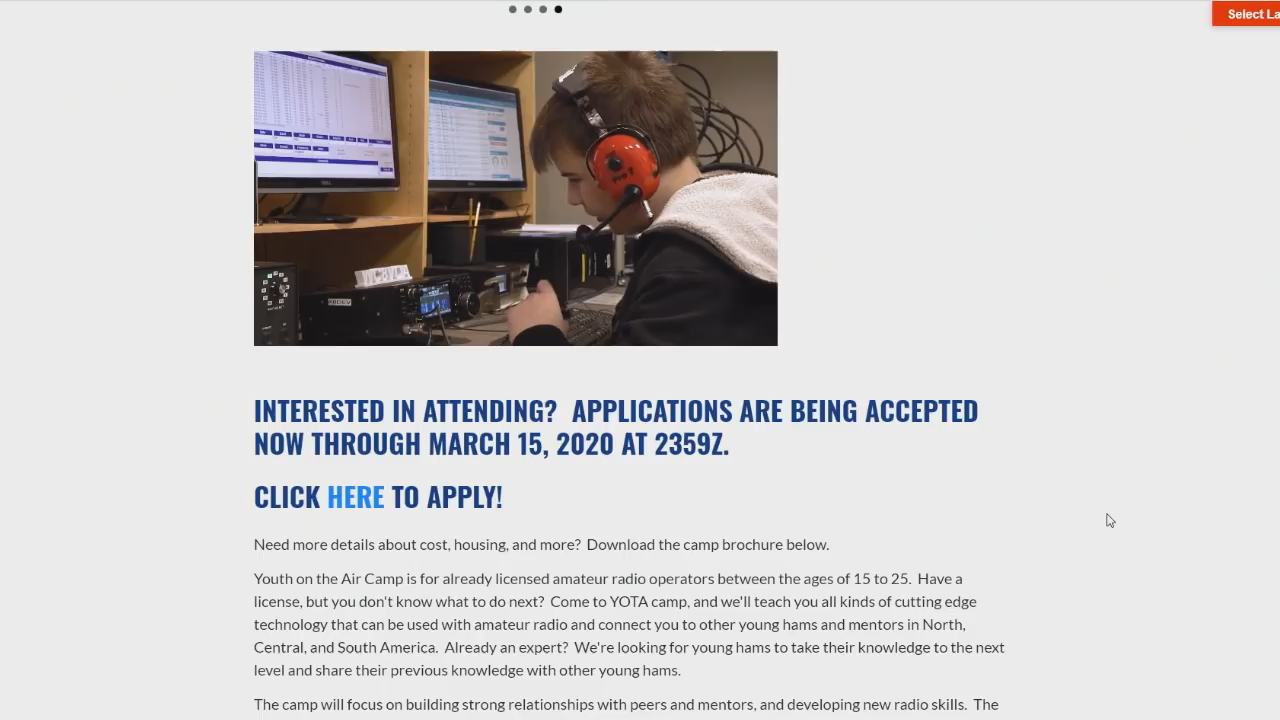 Select La
INTERESTED IN ATTENDING?  APPLICATIONS ARE BEING ACCEPTED
NOW THROUGH MARCH 15, 2020 AT 2359Z.
CLICK HERE TO APPLY!
Need more details about cost, housing, and more?  Download the camp brochure below.
Youth on the Air Camp is for already licensed amateur radio operators between the ages of 15 to 25.  Have a
license, but you don't know what to do next?  Come to YOTA camp, and we'll teach you all kinds of cutting edge
technology that can be used with amateur radio and connect you to other young hams and mentors in North,
Central, and South America.  Already an expert?  We're looking for young hams to take their knowledge to the next
level and share their previous knowledge with other young hams.
The camp will focus on building strong relationships with peers and mentors, and developing new radio skills.  The